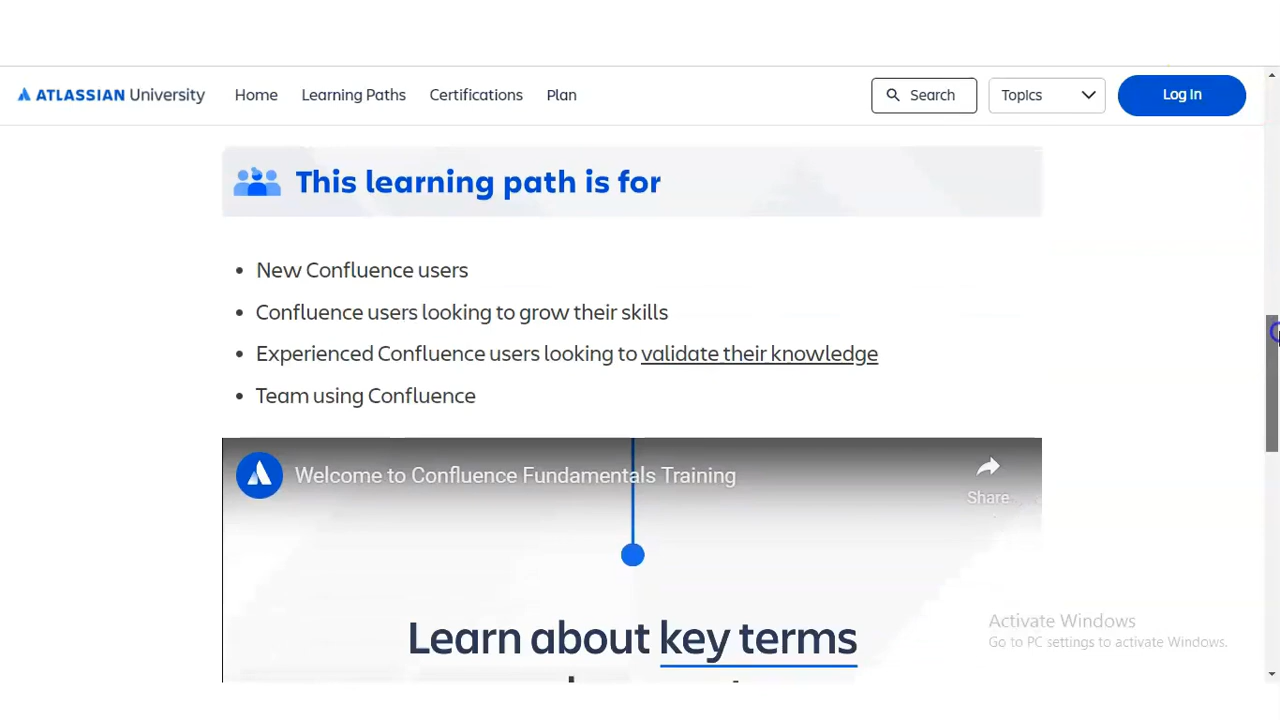 ATLASSIAN University Home Learning Paths Certifications Plan Search Topics Log In
This learning path is for
• New Confluence users
• Confluence users looking to grow their skills
• Experienced Confluence users looking to validate their knowledge
• Team using Confluence
Welcome to Confluence Fundamentals Training
Share
Learn about key terms
Activate Windows
Go to PC settings to activate Windows.